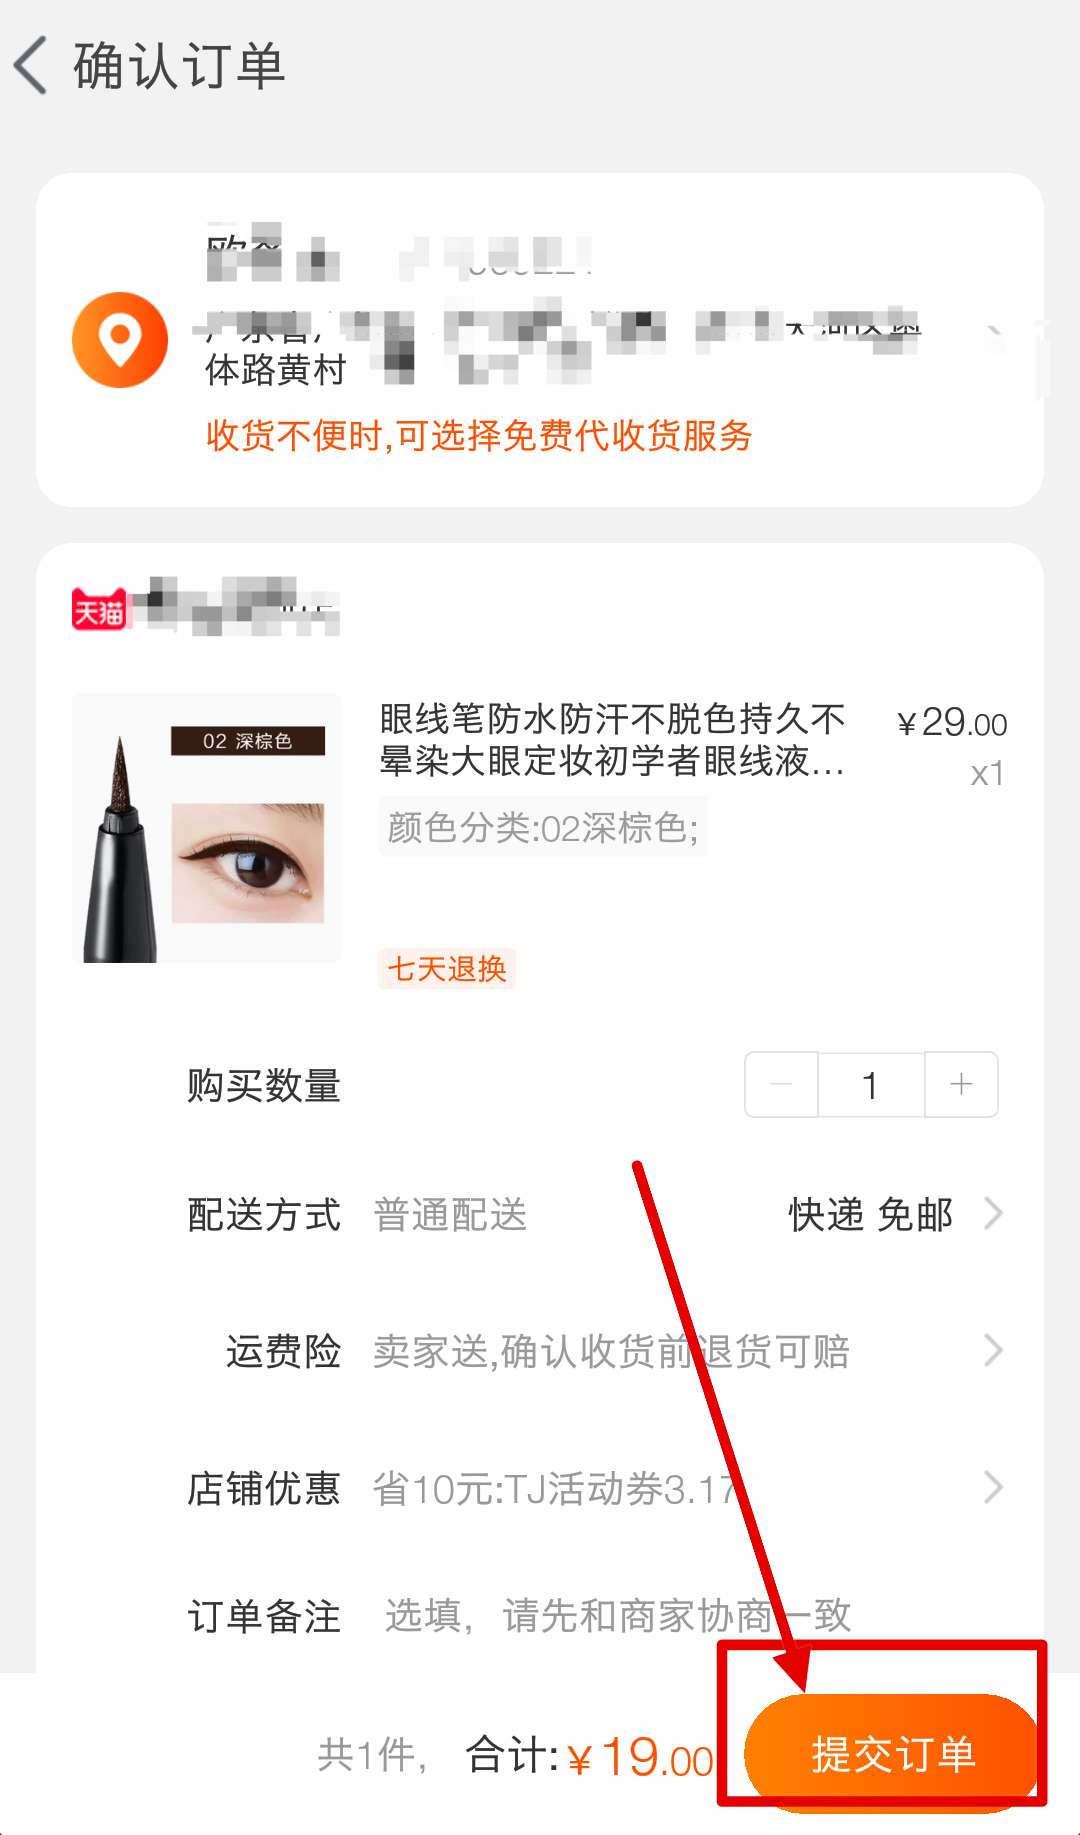 确认订单
体路黄村
收货不便时,可选择免费代收货服务
天猫
02 深棕色
眼线笔防水防汗不脱色持久不
晕染大眼定妆初学者眼线液...
¥29.00
x1
颜色分类:02深棕色;
七天退换
购买数量 1
配送方式 普通配送 快递 免邮
运费险 卖家送,确认收货前退货可赔
店铺优惠 省10元:TJ活动券3.17
订单备注 选填，请先和商家协商一致
共1件， 合计:¥19.00 提交订单